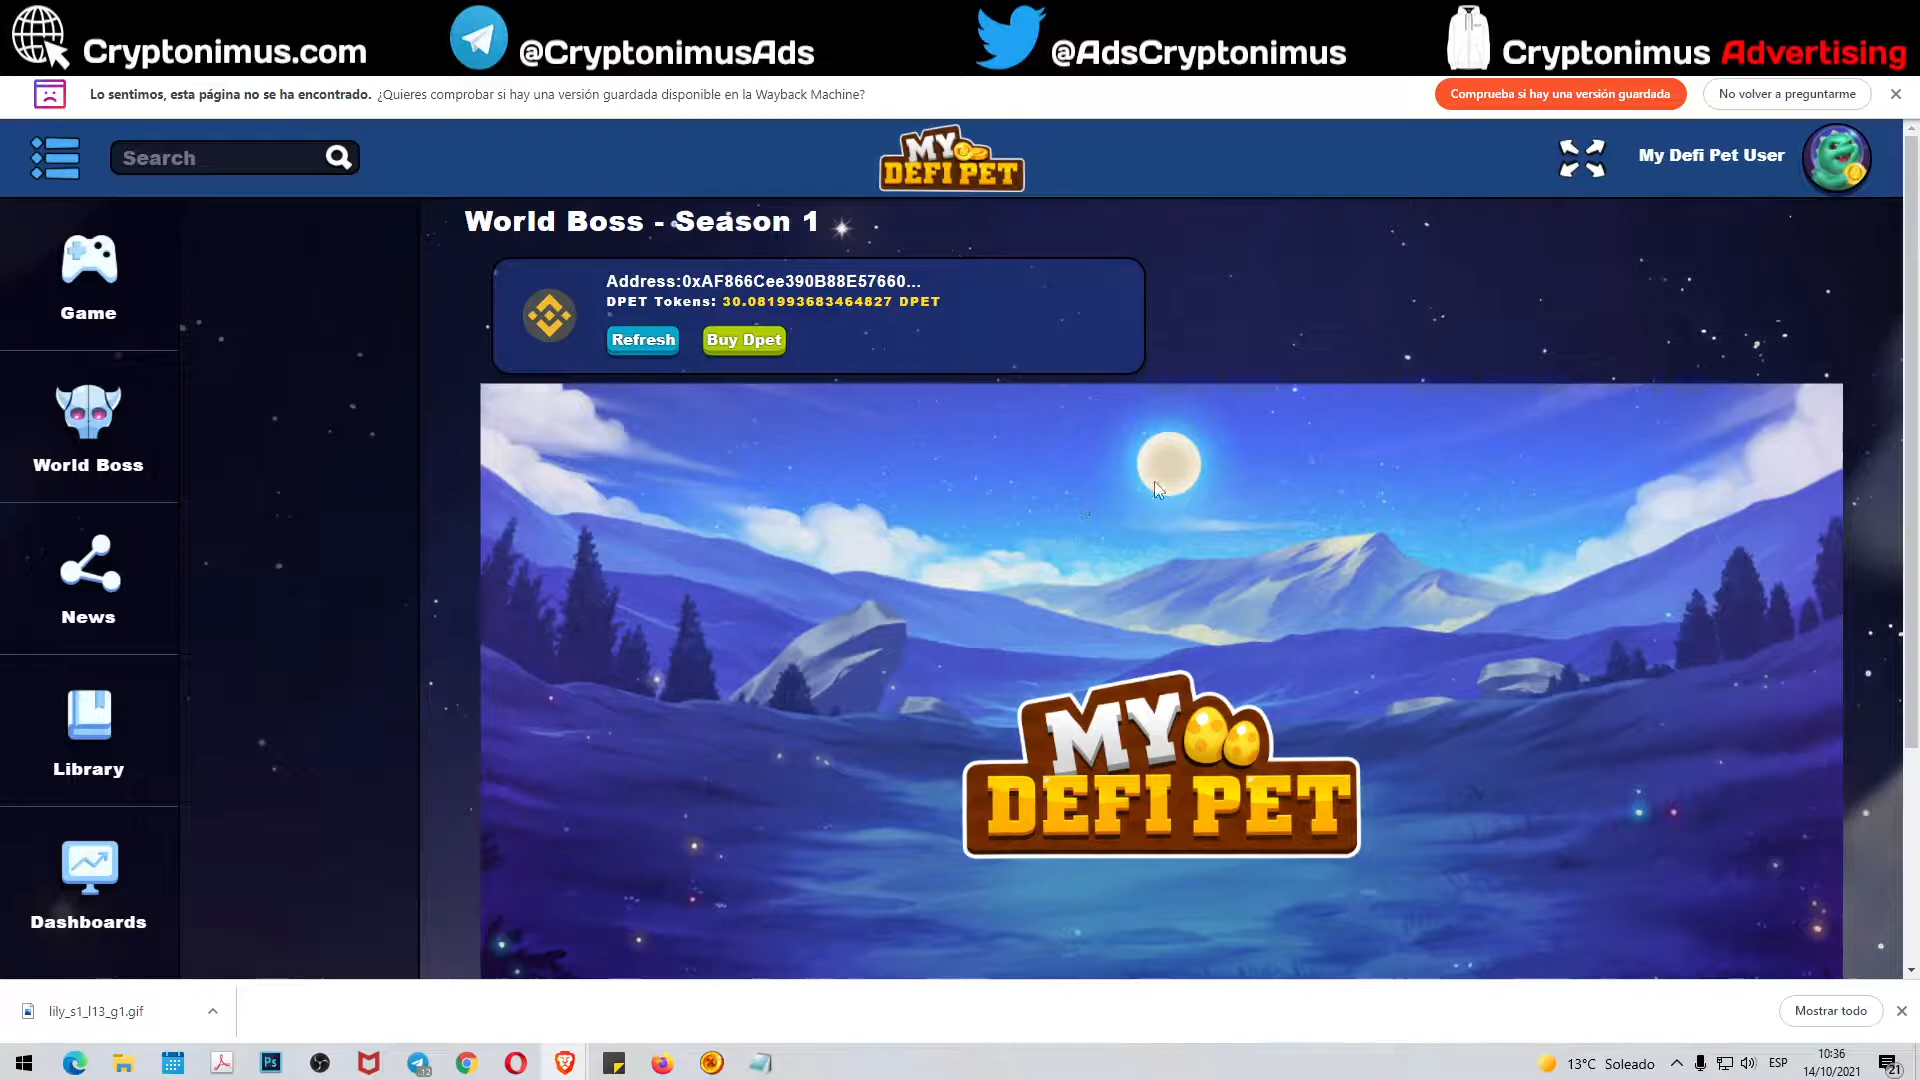 Cryptonimus.com
@CryptonimusAds
@AdsCryptonimus
Cryptonimus Advertising
Lo sentimos, esta página no se ha encontrado. ¿Quieres comprobar si hay una versión guardada disponible en la Wayback Machine?
Comprueba si hay una versión guardada
No volver a preguntarme
Search
MY
DEFI PET
My Defi Pet User
World Boss - Season 1
Address:0xAF866Cee390B88E57660...
DPET Tokens: 30.081993683464827 DPET
Refresh
Buy Dpet
Game
World Boss
News
Library
Dashboards
MY
DEFI PET
lily_s1_l13_g1.gif
Mostrar todo
Ps
12
13°C Soleado
ESP
10:36
14/10/2021
21